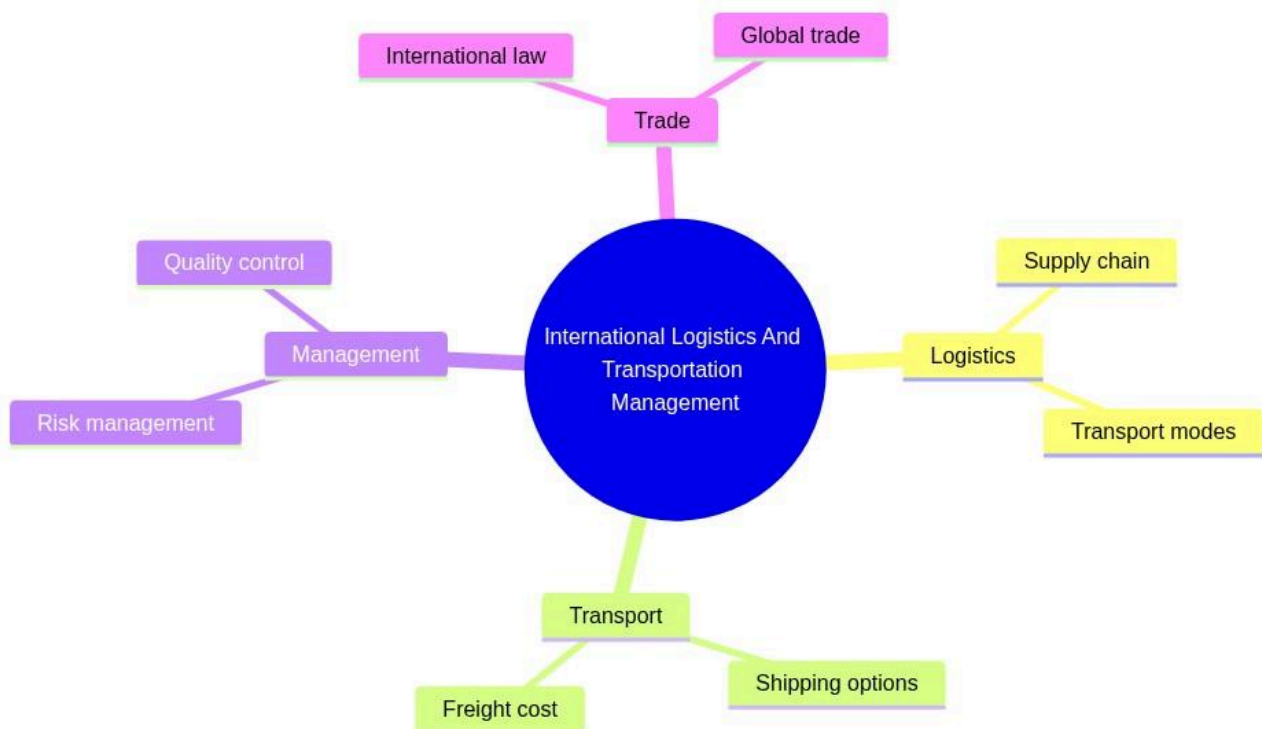 Global trade
International law
Trade
Quality control
Supply chain
International Logistics And
Transportation
Management
Management
Logistics
Risk management
Transport modes
Transport
Shipping options
Freight cost